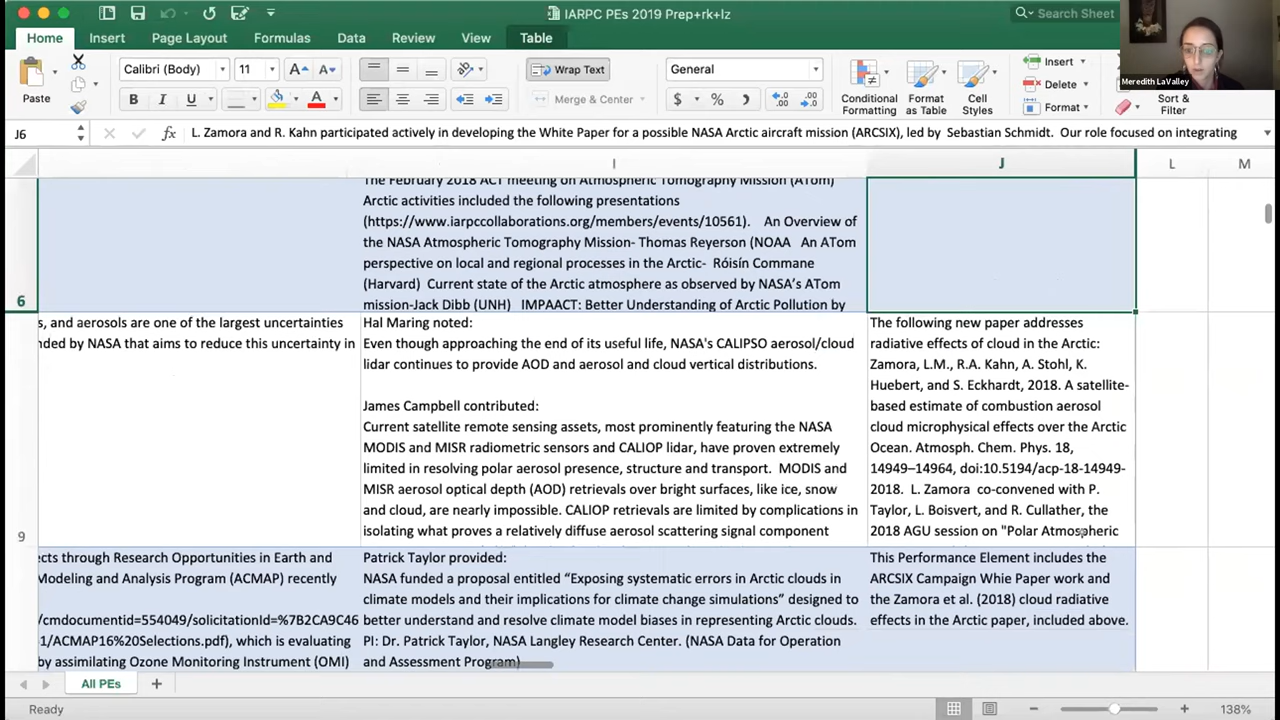 IARPC PEs 2019 Prep+rk+lz
Search Sheet
Home Insert Page Layout Formulas Data Review View Table
Meredith LaValley
Paste
Calibri (Body) 11 A A
B I U A
Wrap Text
Merge & Center
General
$ % .00
Conditional Formatting
Format as Table
Cell Styles
Insert
Delete
Format
Sort & Filter
J6 fx L. Zamora and R. Kahn participated actively in developing the White Paper for a possible NASA Arctic aircraft mission (ARCSIX), led by Sebastian Schmidt. Our role focused on integrating
I J L M
6
The February 2018 ACT meeting on Atmospheric Tomography Mission (ATom)
Arctic activities included the following presentations
(https://www.iarpccollaborations.org/members/events/10561). An Overview of
the NASA Atmospheric Tomography Mission- Thomas Reyerson (NOAA An ATom
perspective on local and regional processes in the Arctic- Róisín Commane
(Harvard) Current state of the Arctic atmosphere as observed by NASA's ATom
mission-Jack Dibb (UNH) IMPAACT: Better Understanding of Arctic Pollution by
9
s, and aerosols are one of the largest uncertainties
nded by NASA that aims to reduce this uncertainty in
Hal Maring noted:
Even though approaching the end of its useful life, NASA's CALIPSO aerosol/cloud
lidar continues to provide AOD and aerosol and cloud vertical distributions.
James Campbell contributed:
Current satellite remote sensing assets, most prominently featuring the NASA
MODIS and MISR radiometric sensors and CALIOP lidar, have proven extremely
limited in resolving polar aerosol presence, structure and transport. MODIS and
MISR aerosol optical depth (AOD) retrievals over bright surfaces, like ice, snow
and cloud, are nearly impossible. CALIOP retrievals are limited by complications in
isolating what proves a relatively diffuse aerosol scattering signal component
The following new paper addresses
radiative effects of cloud in the Arctic:
Zamora, L.M., R.A. Kahn, A. Stohl, K.
Huebert, and S. Eckhardt, 2018. A satellite-
based estimate of combustion aerosol
cloud microphysical effects over the Arctic
Ocean. Atmosph. Chem. Phys. 18,
14949–14964, doi:10.5194/acp-18-14949-
2018. L. Zamora co-convened with P.
Taylor, L. Boisvert, and R. Cullather, the
2018 AGU session on "Polar Atmospheric
ects through Research Opportunities in Earth and
Modeling and Analysis Program (ACMAP) recently
/cmdocumentid=554049/solicitationId=%7B2CA9C46
1/ACMAP16%20Selections.pdf), which is evaluating
by assimilating Ozone Monitoring Instrument (OMI)
Patrick Taylor provided:
NASA funded a proposal entitled “Exposing systematic errors in Arctic clouds in
climate models and their implications for climate change simulations” designed to
better understand and resolve climate model biases in representing Arctic clouds.
PI: Dr. Patrick Taylor, NASA Langley Research Center. (NASA Data for Operation
and Assessment Program)
This Performance Element includes the
ARCSIX Campaign Whie Paper work and
the Zamora et al. (2018) cloud radiative
effects in the Arctic paper, included above.
All PEs
Ready
138%